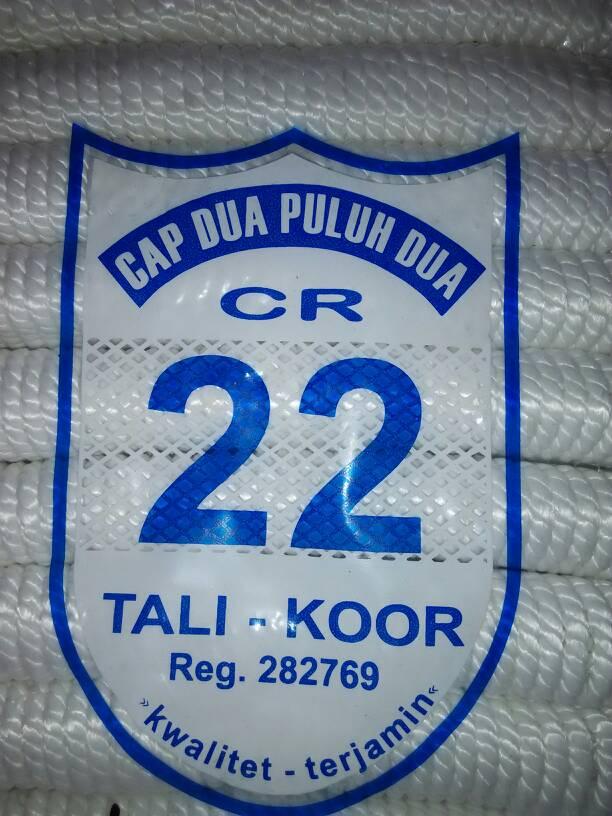 CAP DUA PULUH DUA
CR
22
TALI - KOOR
Reg. 282769
»kwalitet - terjamin«